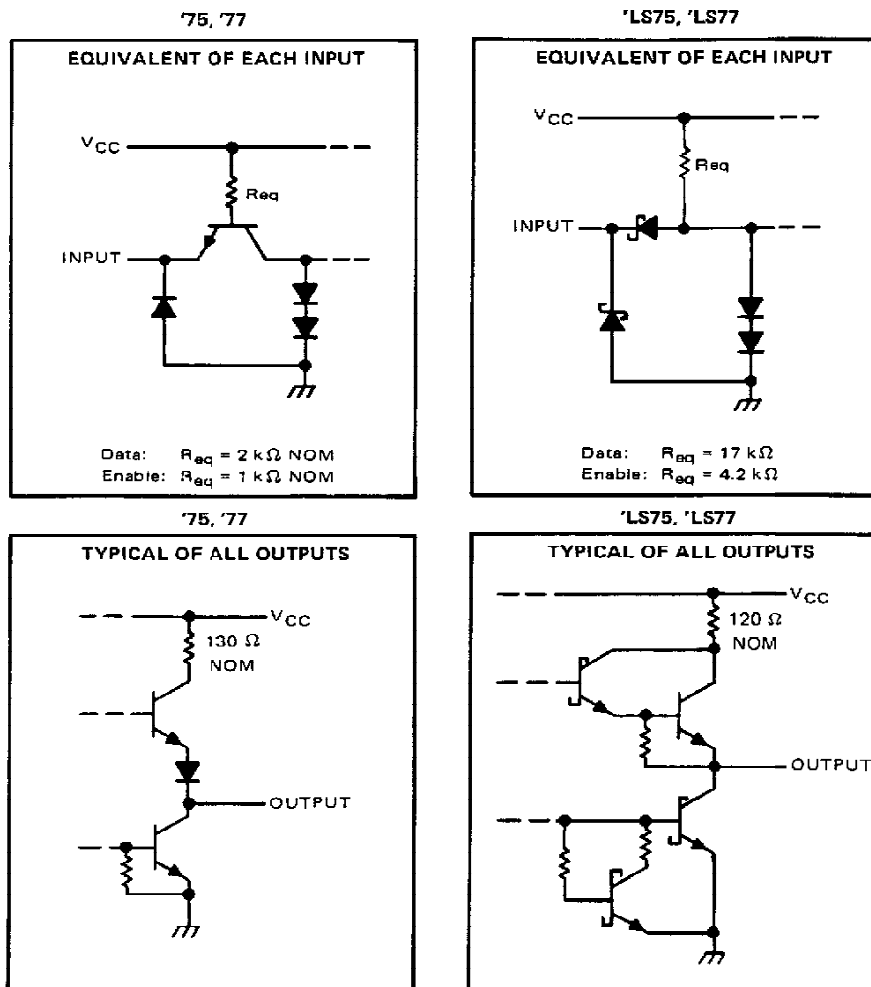 '75, '77
EQUIVALENT OF EACH INPUT
VCC
Req
INPUT
Data: Req = 2 kΩ NOM
Enable: Req = 1 kΩ NOM
'LS75, 'LS77
EQUIVALENT OF EACH INPUT
VCC
Req
INPUT
Data: Req = 17 kΩ
Enable: Req = 4.2 kΩ
'75, '77
TYPICAL OF ALL OUTPUTS
VCC
130 Ω
NOM
OUTPUT
'LS75, 'LS77
TYPICAL OF ALL OUTPUTS
VCC
120 Ω
NOM
OUTPUT